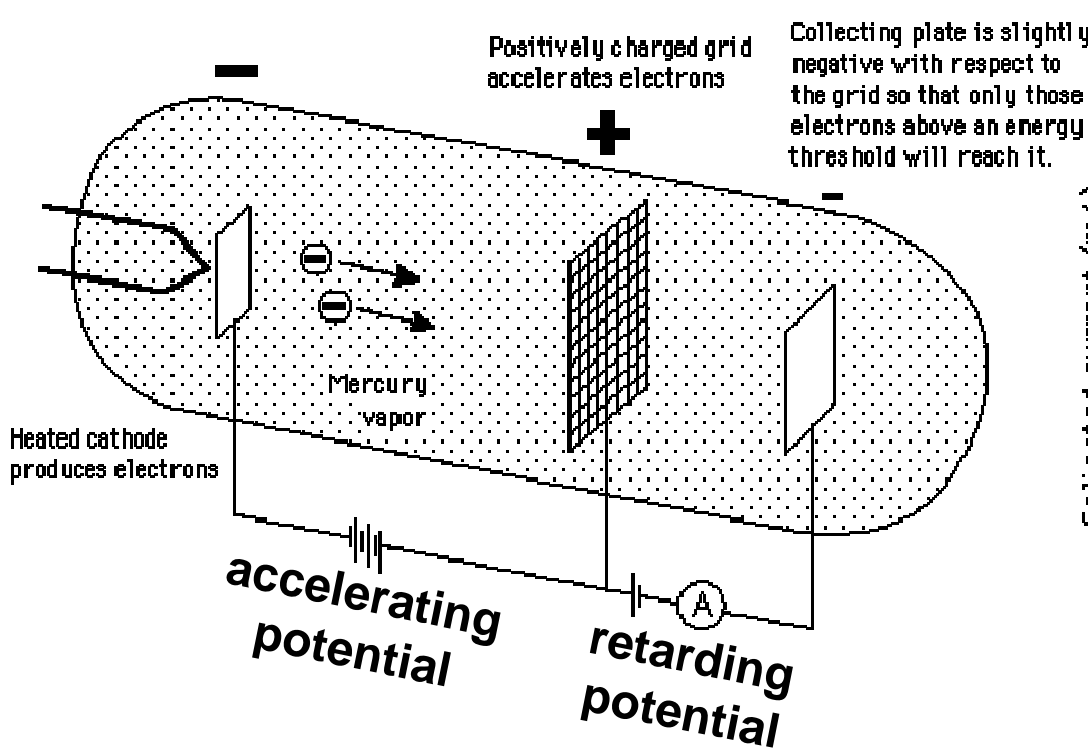 Positively charged grid
accelerates electrons
Collecting plate is slightly
negative with respect to
the grid so that only those
electrons above an energy
threshold will reach it.
Mercury
vapor
Heated cathode
produces electrons
accelerating
potential
A
retarding
potential